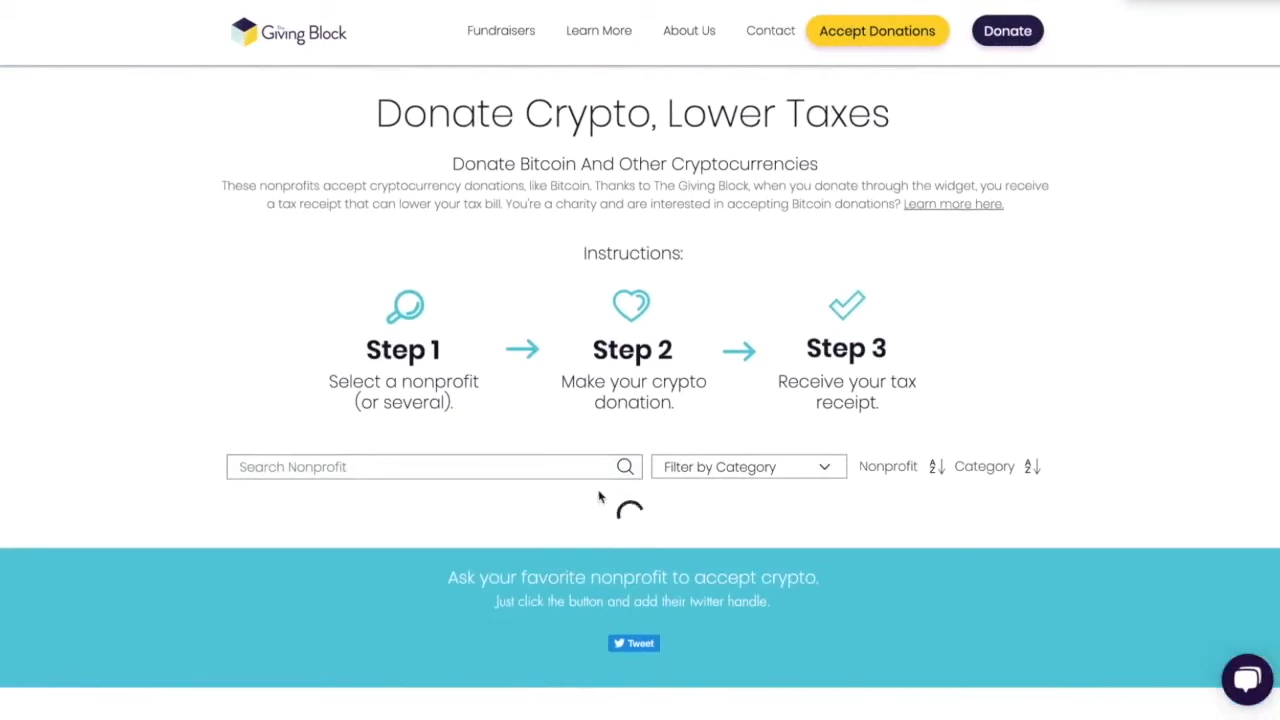 The
Giving Block
Fundraisers
Learn More
About Us
Contact
Accept Donations
Donate
Donate Crypto, Lower Taxes
Donate Bitcoin And Other Cryptocurrencies
These nonprofits accept cryptocurrency donations, like Bitcoin. Thanks to The Giving Block, when you donate through the widget, you receive
a tax receipt that can lower your tax bill. You're a charity and are interested in accepting Bitcoin donations? Learn more here.
Instructions:
Step 1
Select a nonprofit
(or several).
Step 2
Make your crypto
donation.
Step 3
Receive your tax
receipt.
Search Nonprofit
Filter by Category
Nonprofit
Category
Ask your favorite nonprofit to accept crypto.
Just click the button and add their twitter handle.
Tweet